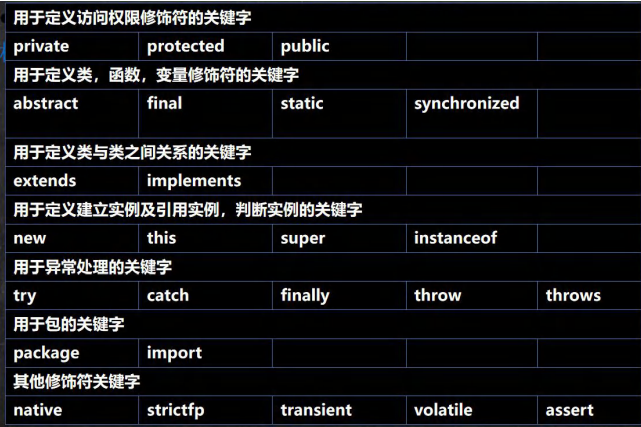 用于定义访问权限修饰符的关键字
private protected public
用于定义类，函数，变量修饰符的关键字
abstract final static synchronized
用于定义类与类之间关系的关键字
extends implements
用于定义建立实例及引用实例，判断实例的关键字
new this super instanceof
用于异常处理的关键字
try catch finally throw throws
用于包的关键字
package import
其他修饰符关键字
native strictfp transient volatile assert